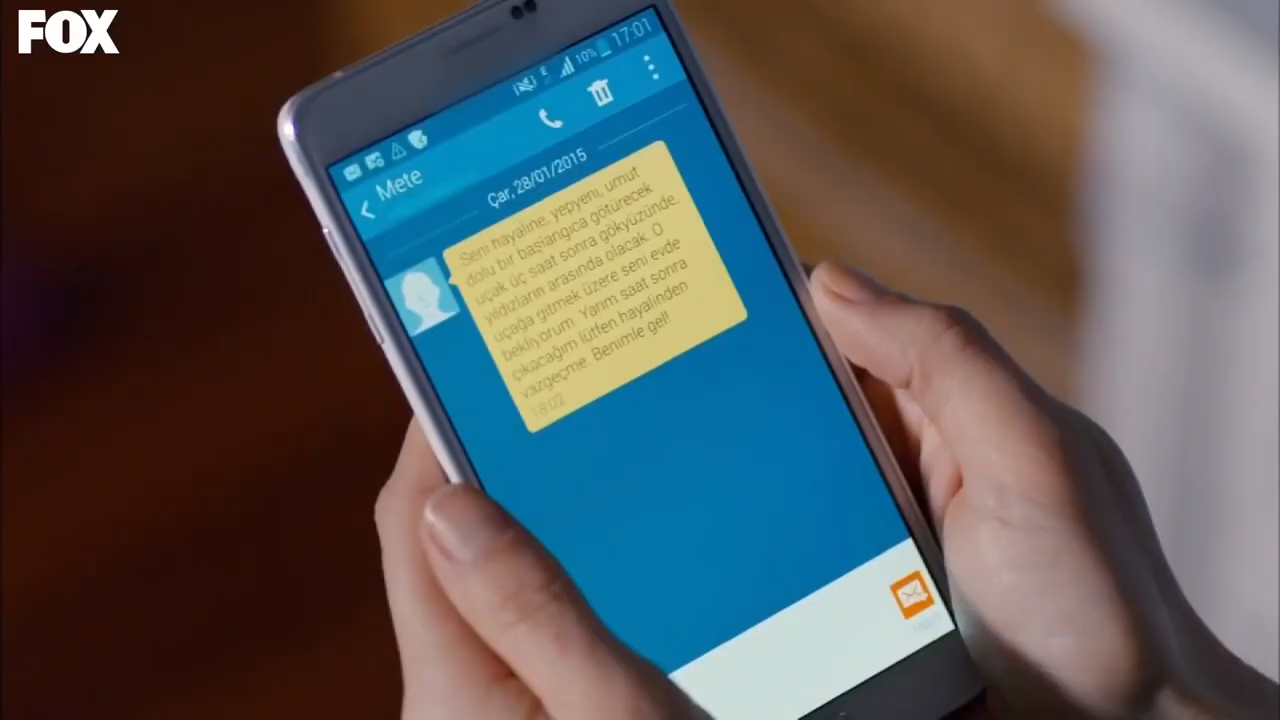 FOX
10% 17:01
Mete
Çar, 28/01/2015
Seni hayaline, yepyeni, umut
dolu bir başlangıca götürecek
uçak üç saat sonra gökyüzünde,
yıldızların arasında olacak. O
uçağa gitmek üzere seni evde
bekliyorum. Yarım saat sonra
çıkacağım lütfen hayalinden
vazgeçme. Benimle gel!
18:02